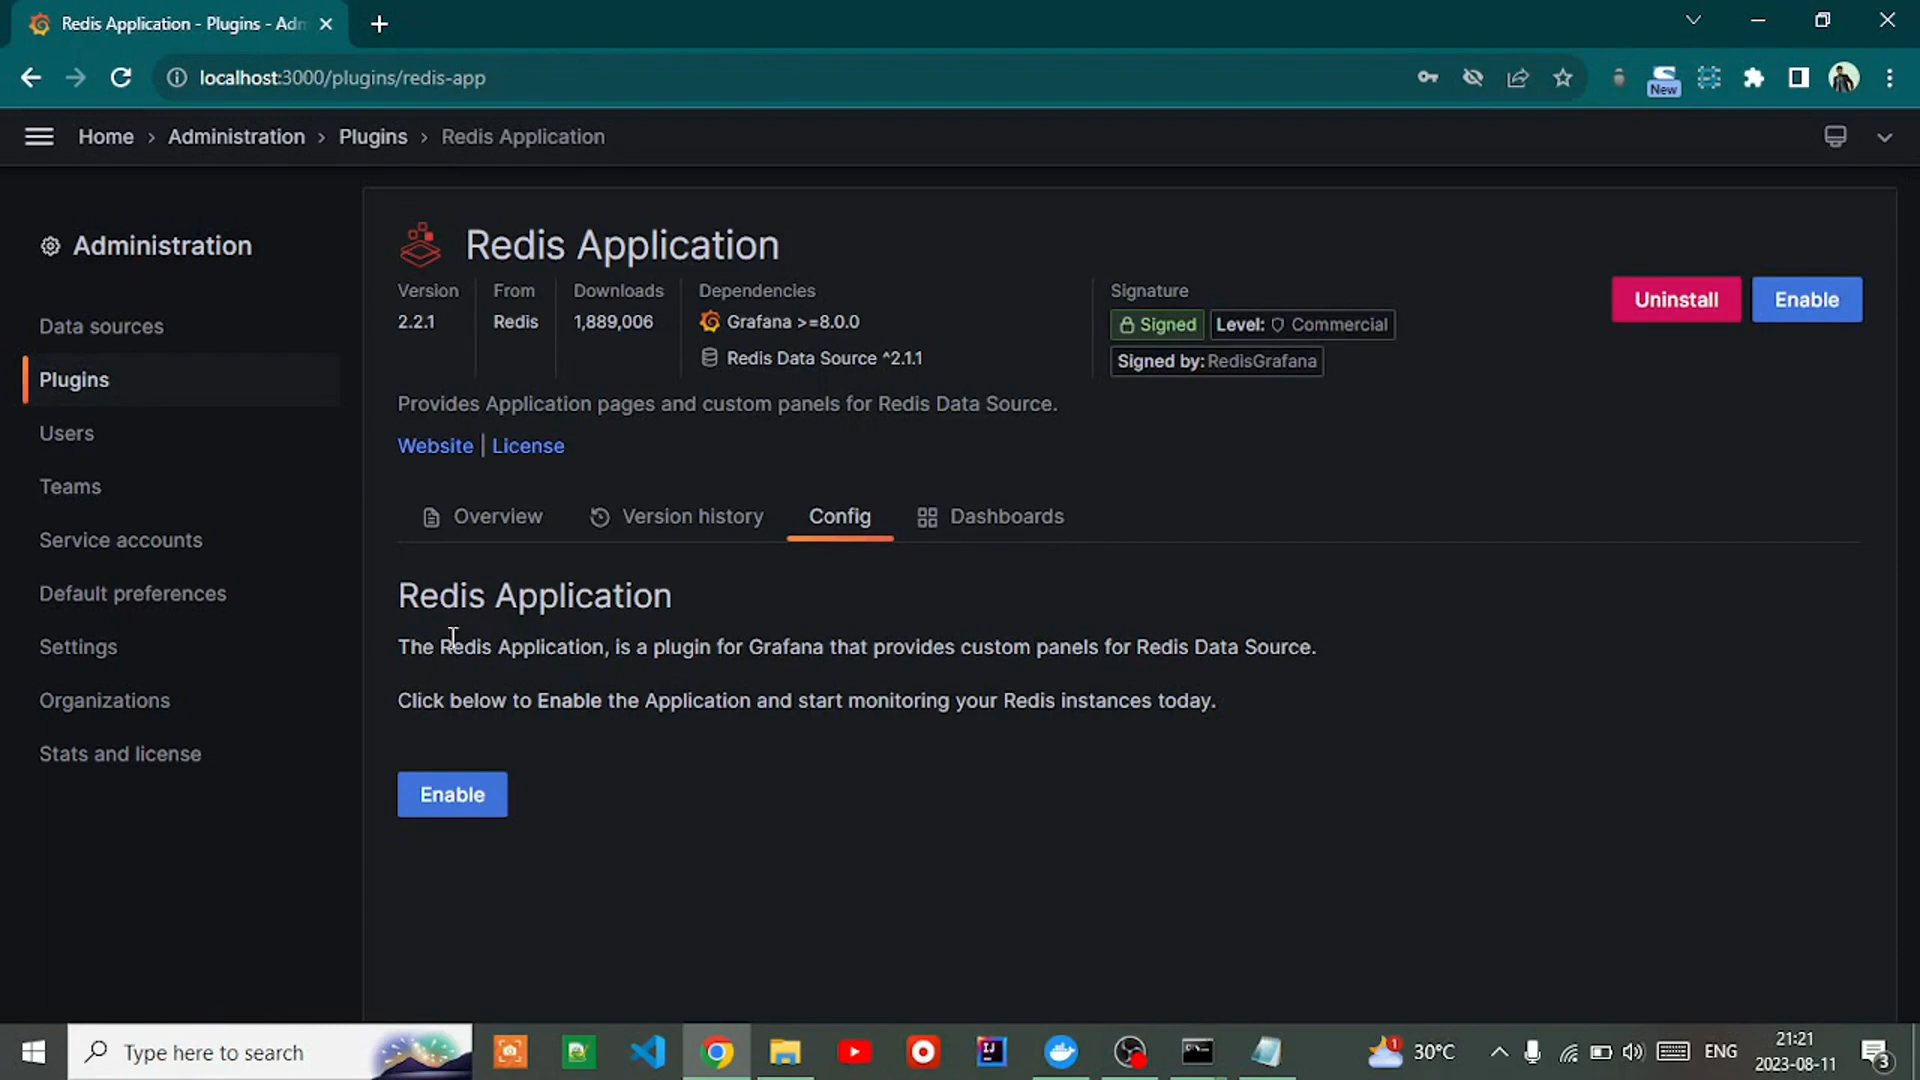 Redis Application - Plugins - Adm
localhost:3000/plugins/redis-app
New
Home › Administration › Plugins › Redis Application
Administration
Data sources
Plugins
Users
Teams
Service accounts
Default preferences
Settings
Organizations
Stats and license
Redis Application
Version
2.2.1
From
Redis
Downloads
1,889,006
Dependencies
Grafana >=8.0.0
Redis Data Source ^2.1.1
Signature
Signed
Level: Commercial
Signed by: RedisGrafana
Uninstall
Enable
Provides Application pages and custom panels for Redis Data Source.
Website | License
Overview
Version history
Config
Dashboards
Redis Application
The Redis Application, is a plugin for Grafana that provides custom panels for Redis Data Source.
Click below to Enable the Application and start monitoring your Redis instances today.
Enable
Type here to search
1
30°C
ENG
21:21
2023-08-11
3